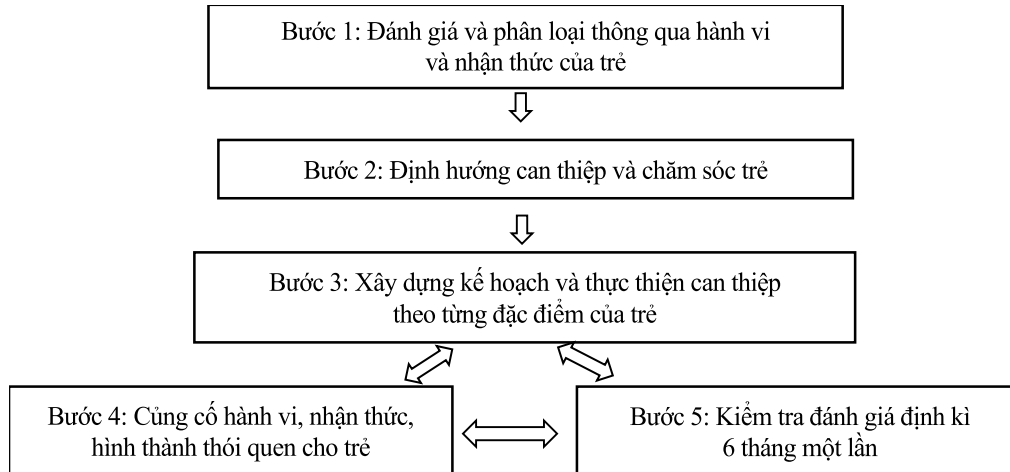 Bước 1: Đánh giá và phân loại thông qua hành vi
và nhận thức của trẻ
Bước 2: Định hướng can thiệp và chăm sóc trẻ
Bước 3: Xây dựng kế hoạch và thực thiện can thiệp
theo từng đặc điểm của trẻ
Bước 4: Củng cố hành vi, nhận thức,
hình thành thói quen cho trẻ
Bước 5: Kiểm tra đánh giá định kì
6 tháng một lần